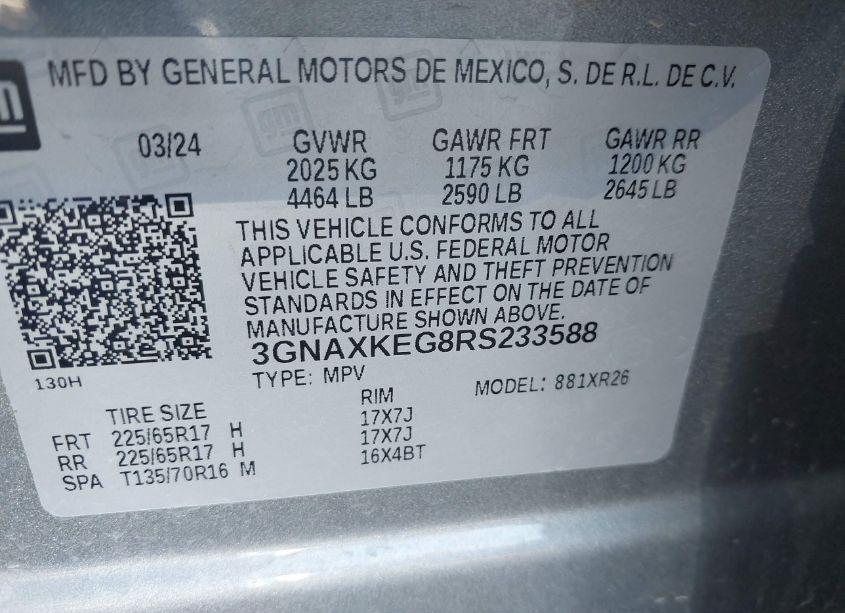 gm
MFD BY GENERAL MOTORS DE MEXICO, S. DE R.L. DE C.V.
03/24 GVWR GAWR FRT GAWR RR
2025 KG 1175 KG 1200 KG
4464 LB 2590 LB 2645 LB
THIS VEHICLE CONFORMS TO ALL
APPLICABLE U.S. FEDERAL MOTOR
VEHICLE SAFETY AND THEFT PREVENTION
STANDARDS IN EFFECT ON THE DATE OF
MANUFACTURE SHOWN ABOVE.
3GNAXKEG8RS233588
130H
TYPE: MPV MODEL: 881XR26
TIRE SIZE RIM
FRT 225/65R17 H 17X7J
RR 225/65R17 H 17X7J
SPA T135/70R16 M 16X4BT